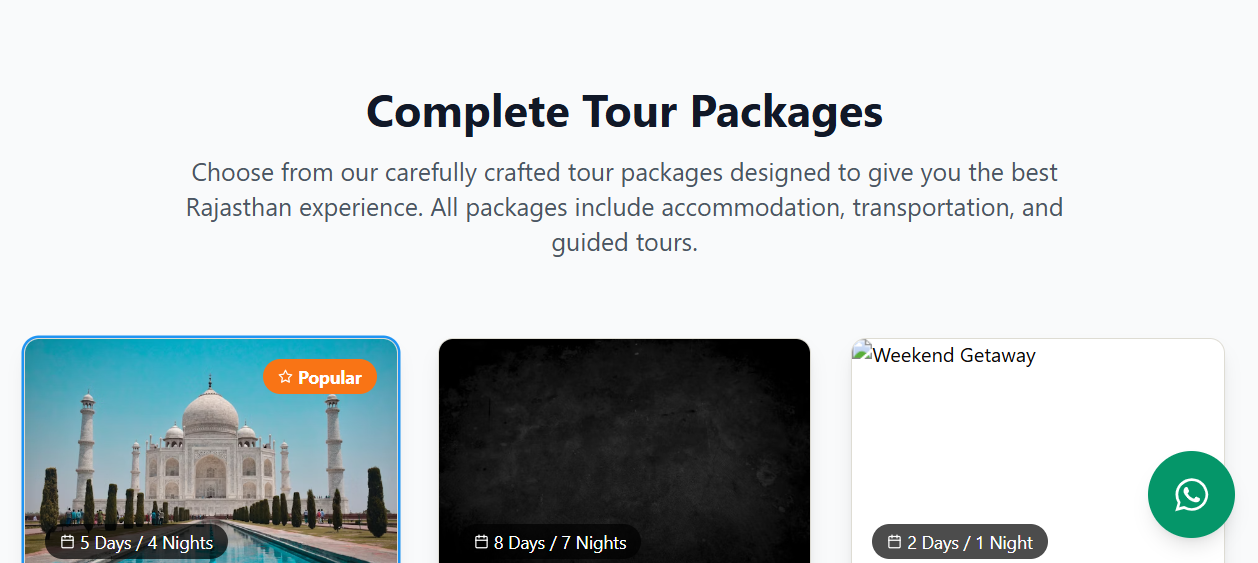 Complete Tour Packages
Choose from our carefully crafted tour packages designed to give you the best
Rajasthan experience. All packages include accommodation, transportation, and
guided tours.
Popular
Weekend Getaway
5 Days / 4 Nights
8 Days / 7 Nights
2 Days / 1 Night